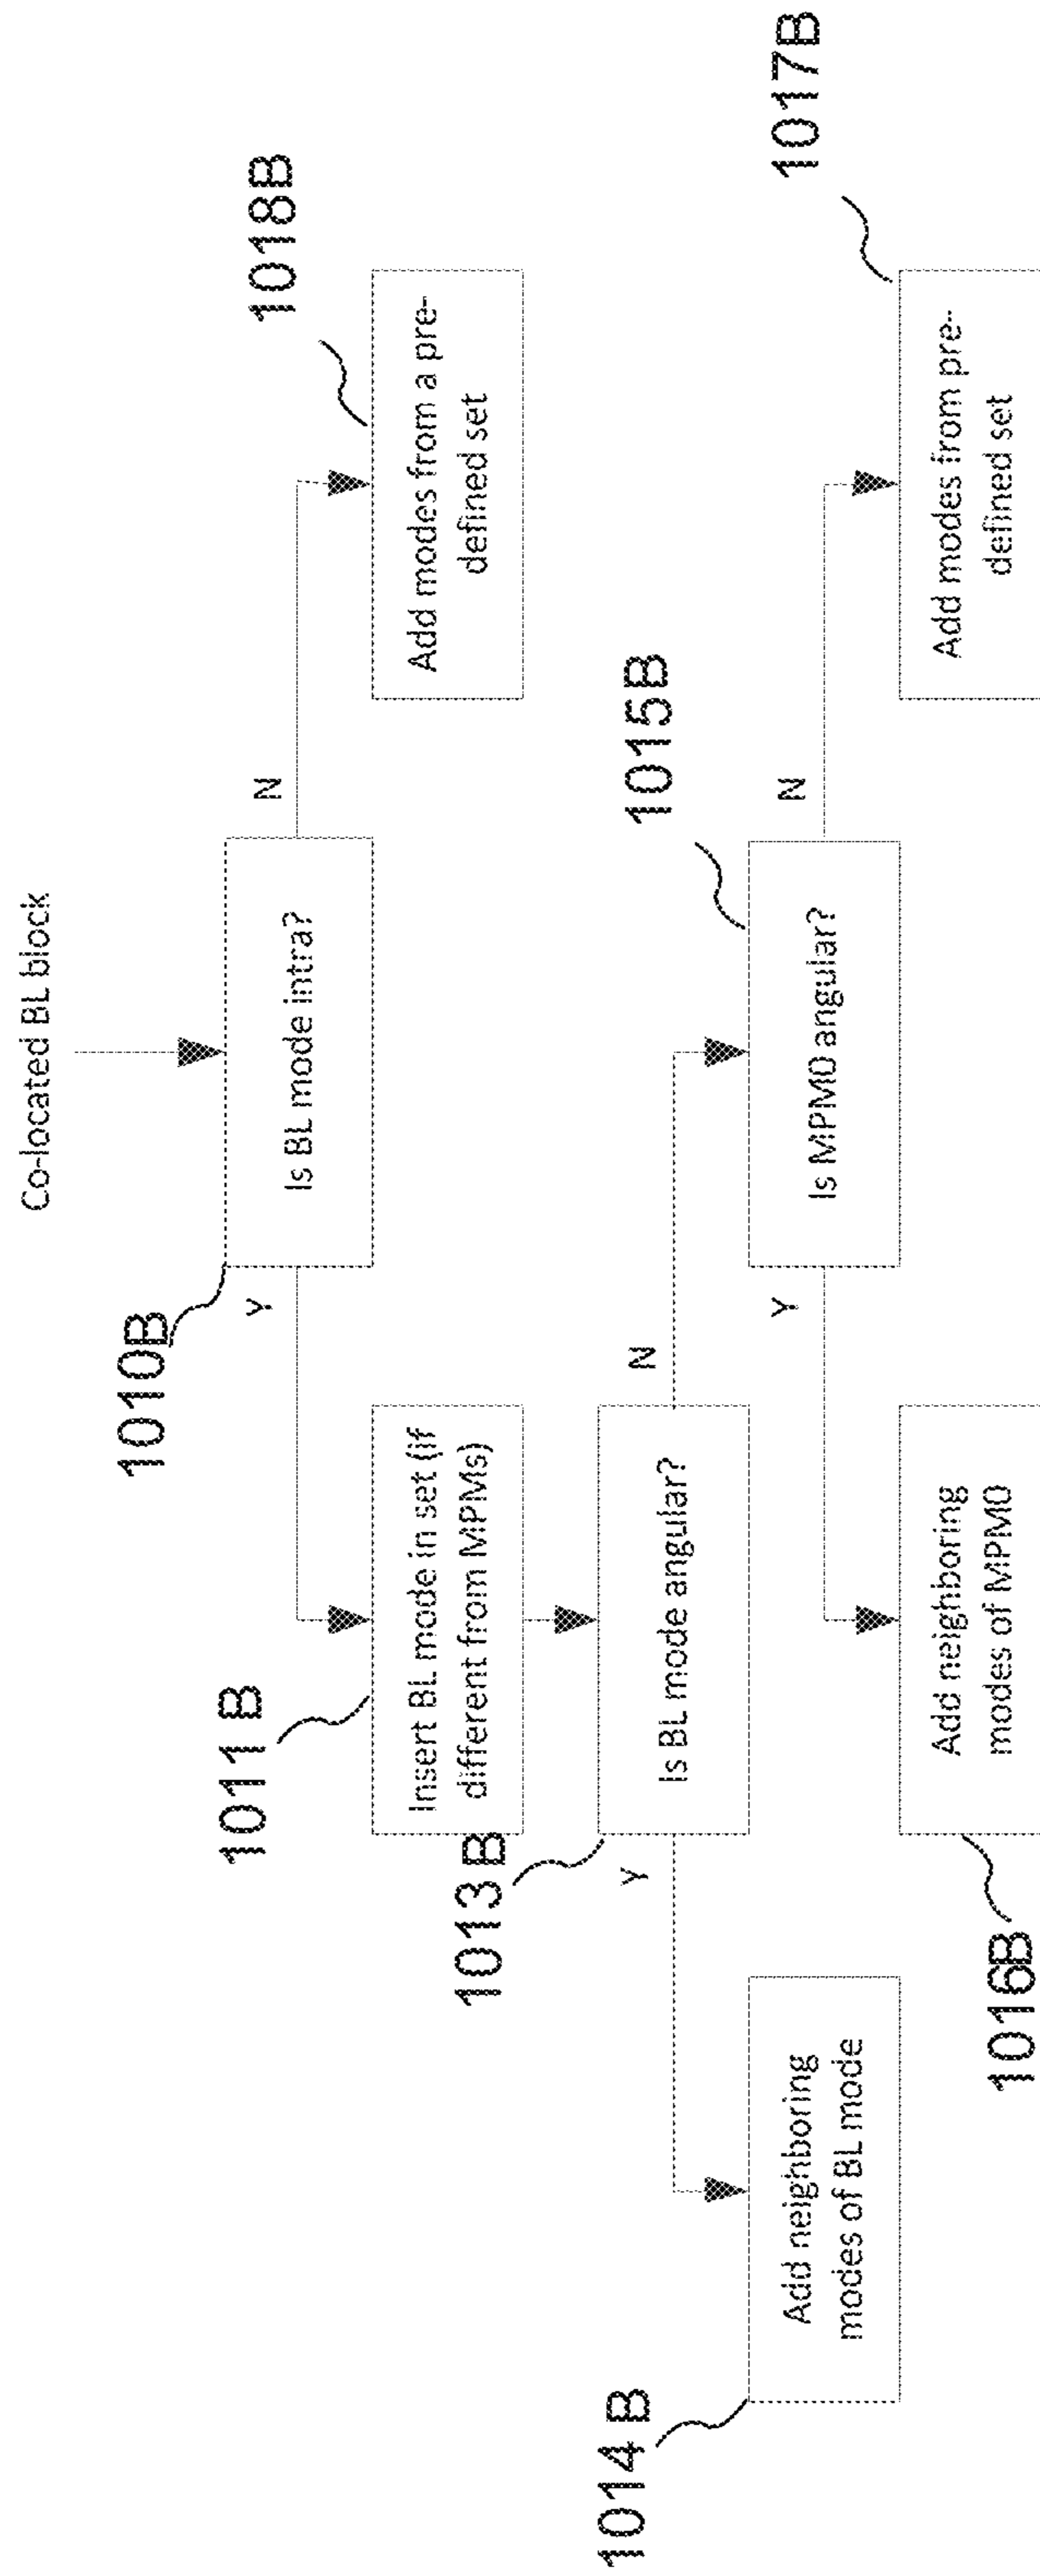 Co-located BL block
1010B
Is BL mode intra?
Y
N
1018B
1011 B
Insert BL mode in set (if
different from MPMs)
Add modes from a pre-
defined set
1013 B
Is BL mode angular?
Y
N
1015B
1014 B
Add neighboring
modes of BL mode
Is MPM0 angular?
Y
N
1017B
1016B
Add neighboring
modes of MPM0
Add modes from pre-
defined set